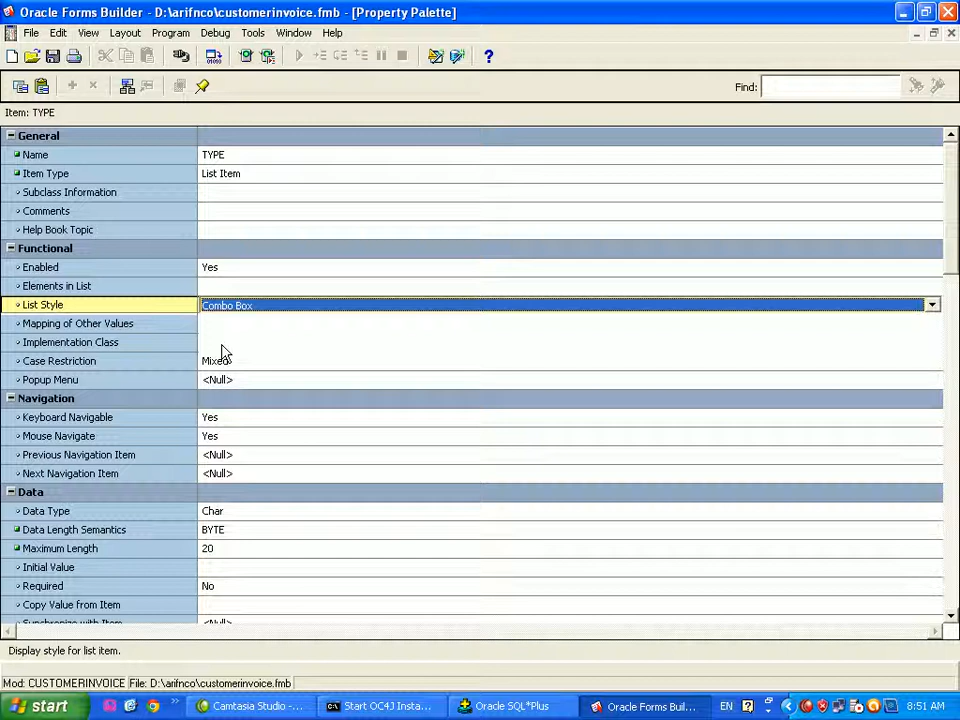 Oracle Forms Builder - D:\arifnco\customerinvoice.fmb - [Property Palette]
File Edit View Layout Program Debug Tools Window Help
Find:
Item: TYPE
General
Name TYPE
Item Type List Item
Subclass Information
Comments
Help Book Topic
Functional
Enabled Yes
Elements in List
List Style Combo Box
Mapping of Other Values
Implementation Class
Case Restriction Mixed
Popup Menu <Null>
Navigation
Keyboard Navigable Yes
Mouse Navigate Yes
Previous Navigation Item <Null>
Next Navigation Item <Null>
Data
Data Type Char
Data Length Semantics BYTE
Maximum Length 20
Initial Value
Required No
Copy Value from Item
Synchronize with Item <Null>
Display style for list item.
Mod: CUSTOMERINVOICE File: D:\arifnco\customerinvoice.fmb
start Camtasia Studio - ... Start OC4J Insta... Oracle SQL*Plus Oracle Forms Buil... EN 8:51 AM